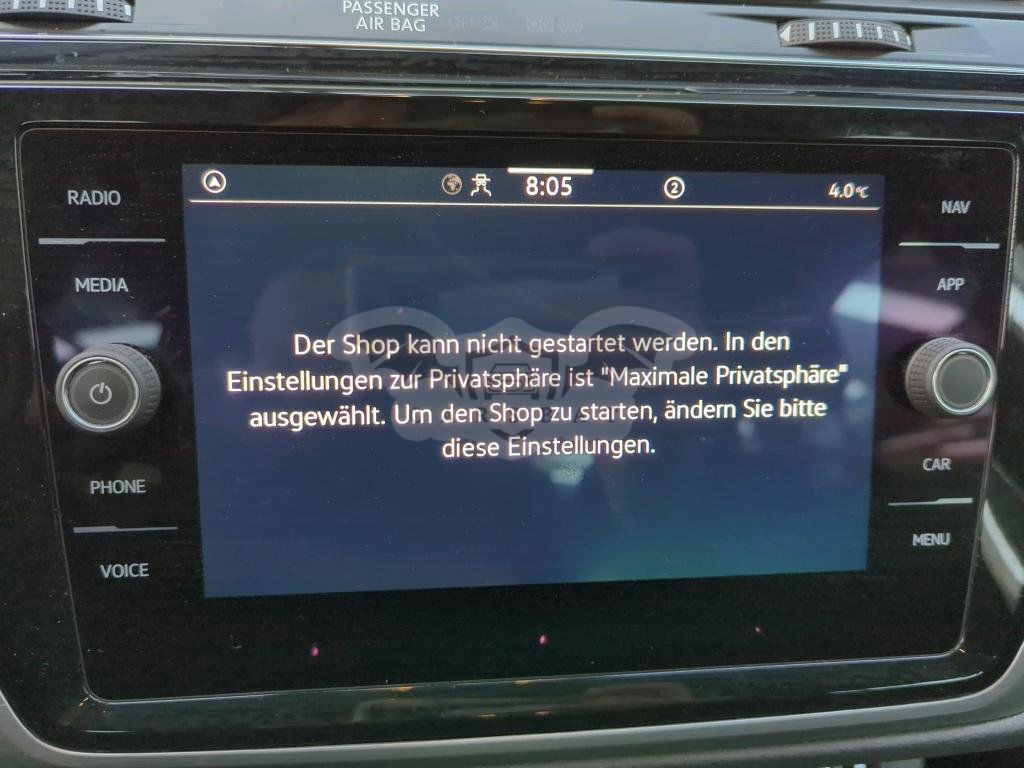 PASSENGER
AIR BAG
RADIO
MEDIA
PHONE
VOICE
8:05
2
4.0°C
Der Shop kann nicht gestartet werden. In den
Einstellungen zur Privatsphäre ist "Maximale Privatsphäre"
ausgewählt. Um den Shop zu starten, ändern Sie bitte
diese Einstellungen.
NAV
APP
CAR
MENU